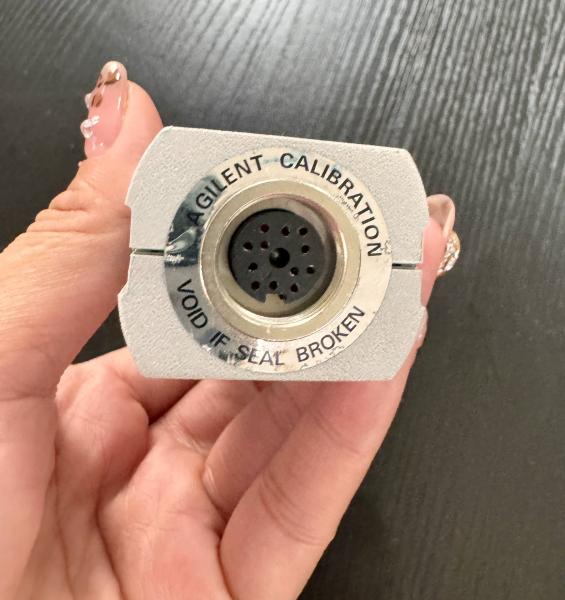 AGILENT CALIBRATION
VOID IF SEAL BROKEN